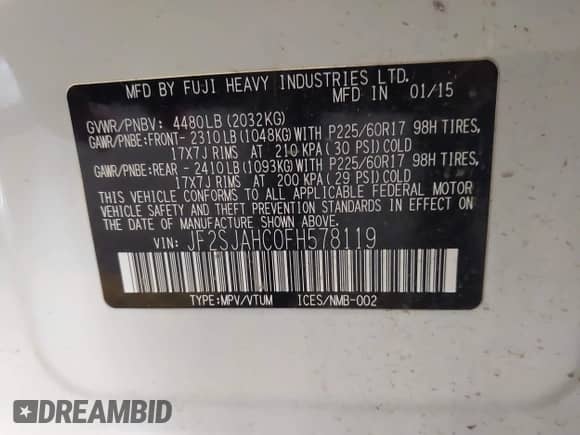 MFD BY FUJI HEAVY INDUSTRIES LTD.
MFD IN 01/15
GVWR/PNBV: 4480LB (2032KG)
GAWR/PNBE:FRONT- 2310LB(1048KG)WITH P225/60R17 98H TIRES,
17X7J RIMS AT 210 KPA( 30 PSI)COLD
GAWR/PNBE:REAR - 2410LB(1093KG)WITH P225/60R17 98H TIRES,
17X7J RIMS AT 200 KPA( 29 PSI)COLD
THIS VEHICLE CONFORMS TO ALL APPLICABLE FEDERAL MOTOR
VEHICLE SAFETY AND THEFT PREVENTION STANDARDS IN EFFECT ON
THE DATE OF MANUFACTURE SHOWN ABOVE.
VIN: JF2SJAHC0FH578119
TYPE:MPV/VTUM ICES/NMB-002
DREAMBID